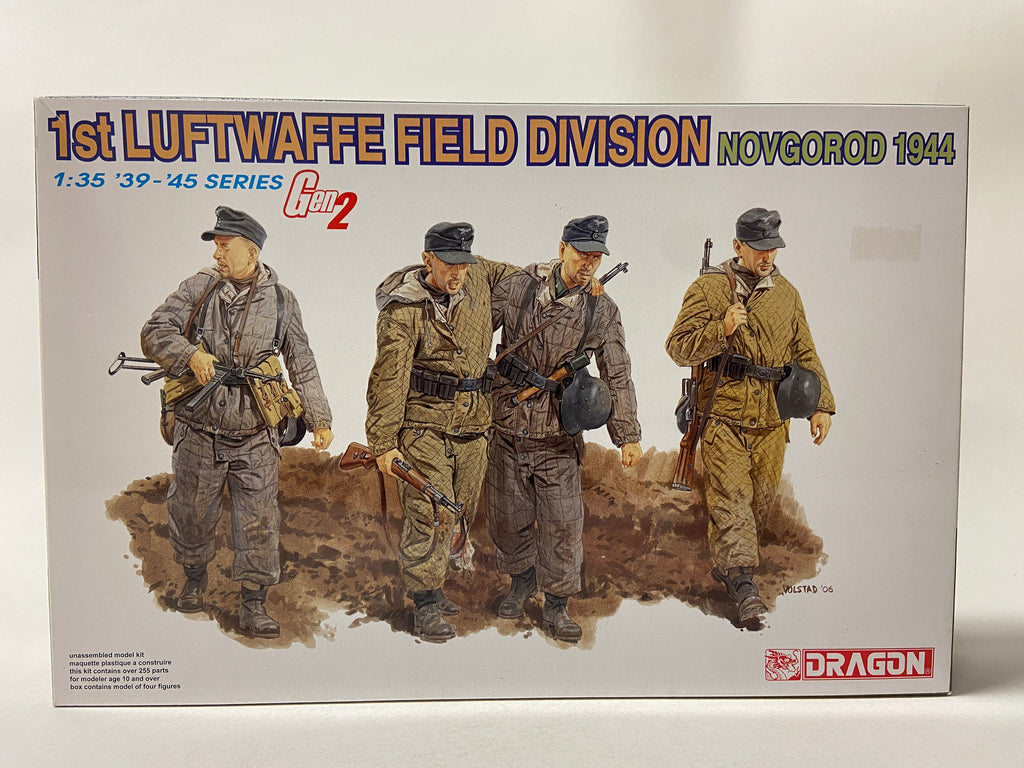 1st LUFTWAFFE FIELD DIVISION NOVGOROD 1944
1:35 '39-'45 SERIES Gen2
VOLSTAD '06
unassembled model kit
maquette plastique a construire
this kit contains over 255 parts
for modeler age 10 and over
box contains model of four figures
DRAGON®